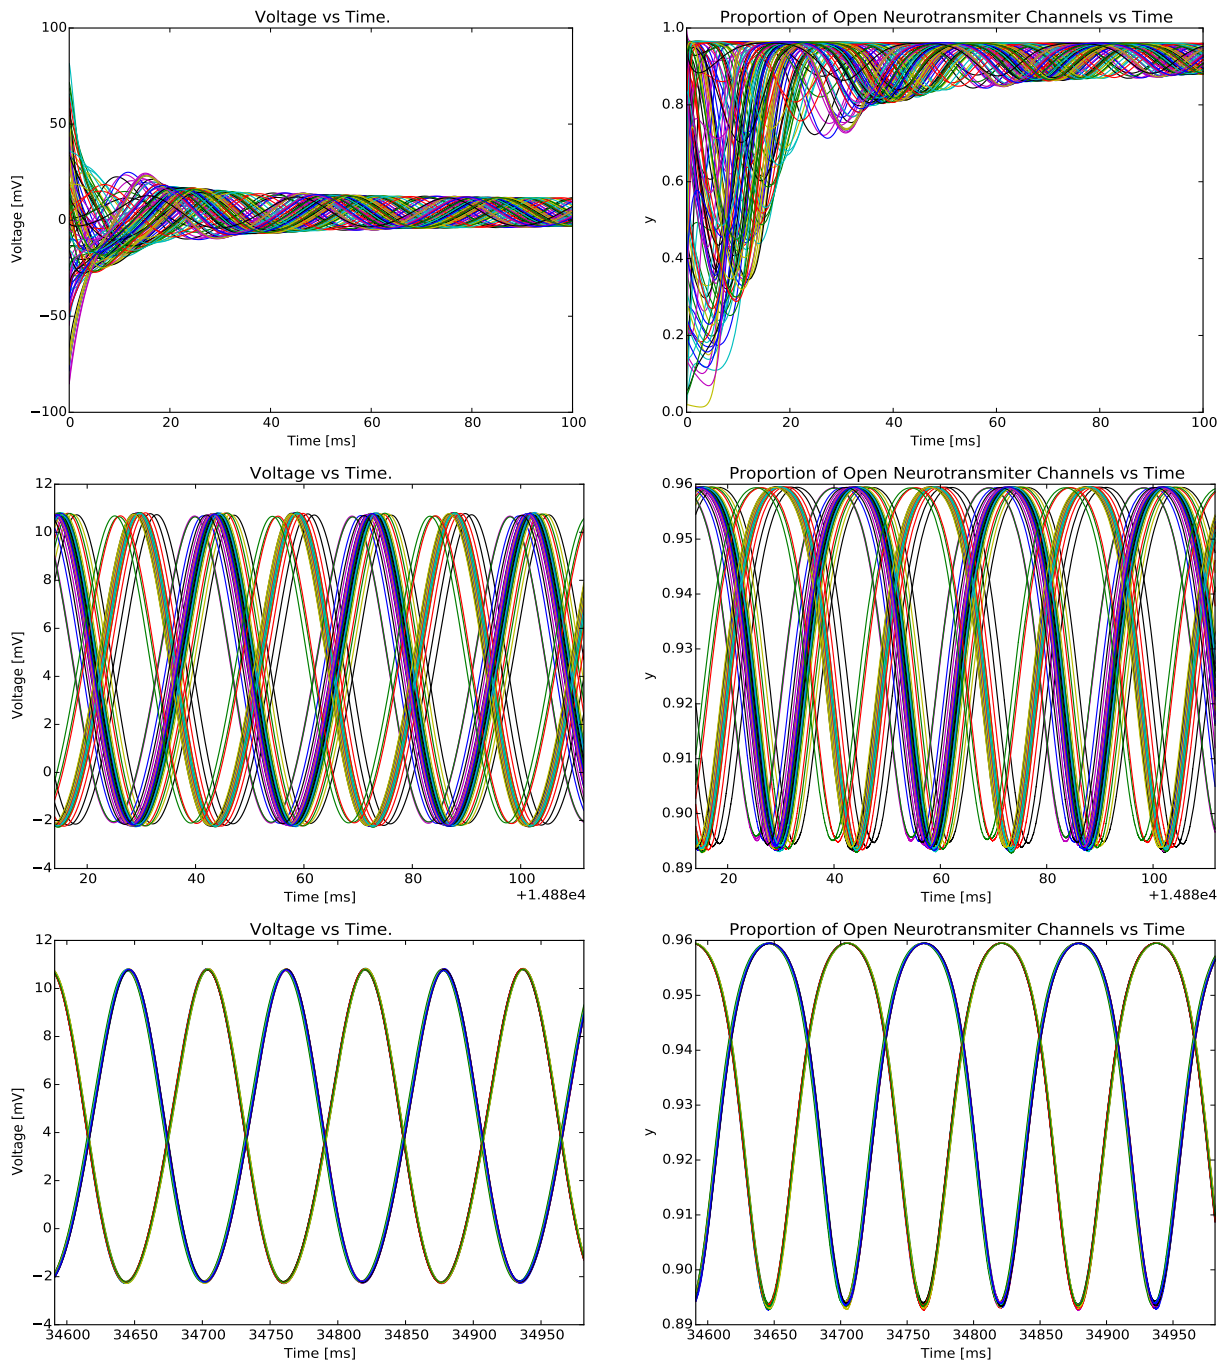 Voltage vs Time.
100
50
0
−50
−100
Voltage [mV]
0 20 40 60 80 100
Time [ms]
Proportion of Open Neurotransmiter Channels vs Time
1.0
0.8
0.6
0.4
0.2
0.0
y
0 20 40 60 80 100
Time [ms]
Voltage vs Time.
12
10
8
6
4
2
0
−2
−4
Voltage [mV]
20 40 60 80 100
+1.488e4
Time [ms]
Proportion of Open Neurotransmiter Channels vs Time
0.96
0.95
0.94
0.93
0.92
0.91
0.90
0.89
y
20 40 60 80 100
+1.488e4
Time [ms]
Voltage vs Time.
12
10
8
6
4
2
0
−2
−4
Voltage [mV]
34600 34650 34700 34750 34800 34850 34900 34950
Time [ms]
Proportion of Open Neurotransmiter Channels vs Time
0.96
0.95
0.94
0.93
0.92
0.91
0.90
0.89
y
34600 34650 34700 34750 34800 34850 34900 34950
Time [ms]